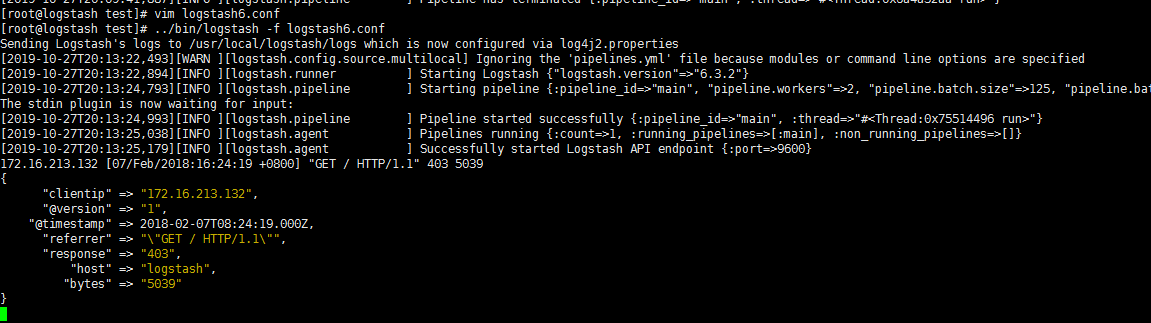 [root@logstash test]# vim logstash6.conf
[root@logstash test]# ../bin/logstash -f logstash6.conf
Sending Logstash's logs to /usr/local/logstash/logs which is now configured via log4j2.properties
[2019-10-27T20:13:22,493][WARN ][logstash.config.source.multilocal] Ignoring the 'pipelines.yml' file because modules or command line options are specified
[2019-10-27T20:13:22,894][INFO ][logstash.runner          ] Starting Logstash {"logstash.version"=>"6.3.2"}
[2019-10-27T20:13:24,793][INFO ][logstash.pipeline        ] Starting pipeline {:pipeline_id=>"main", "pipeline.workers"=>2, "pipeline.batch.size"=>125, "pipeline.bat
The stdin plugin is now waiting for input:
[2019-10-27T20:13:24,993][INFO ][logstash.pipeline        ] Pipeline started successfully {:pipeline_id=>"main", :thread=>"#<Thread:0x75514496 run>"}
[2019-10-27T20:13:25,038][INFO ][logstash.agent           ] Pipelines running {:count=>1, :running_pipelines=>[:main], :non_running_pipelines=>[]}
[2019-10-27T20:13:25,179][INFO ][logstash.agent           ] Successfully started Logstash API endpoint {:port=>9600}
172.16.213.132 [07/Feb/2018:16:24:19 +0800] "GET / HTTP/1.1" 403 5039
{
      "clientip" => "172.16.213.132",
      "@version" => "1",
    "@timestamp" => 2018-02-07T08:24:19.000Z,
      "referrer" => "\"GET / HTTP/1.1\"",
      "response" => "403",
          "host" => "logstash",
         "bytes" => "5039"
}